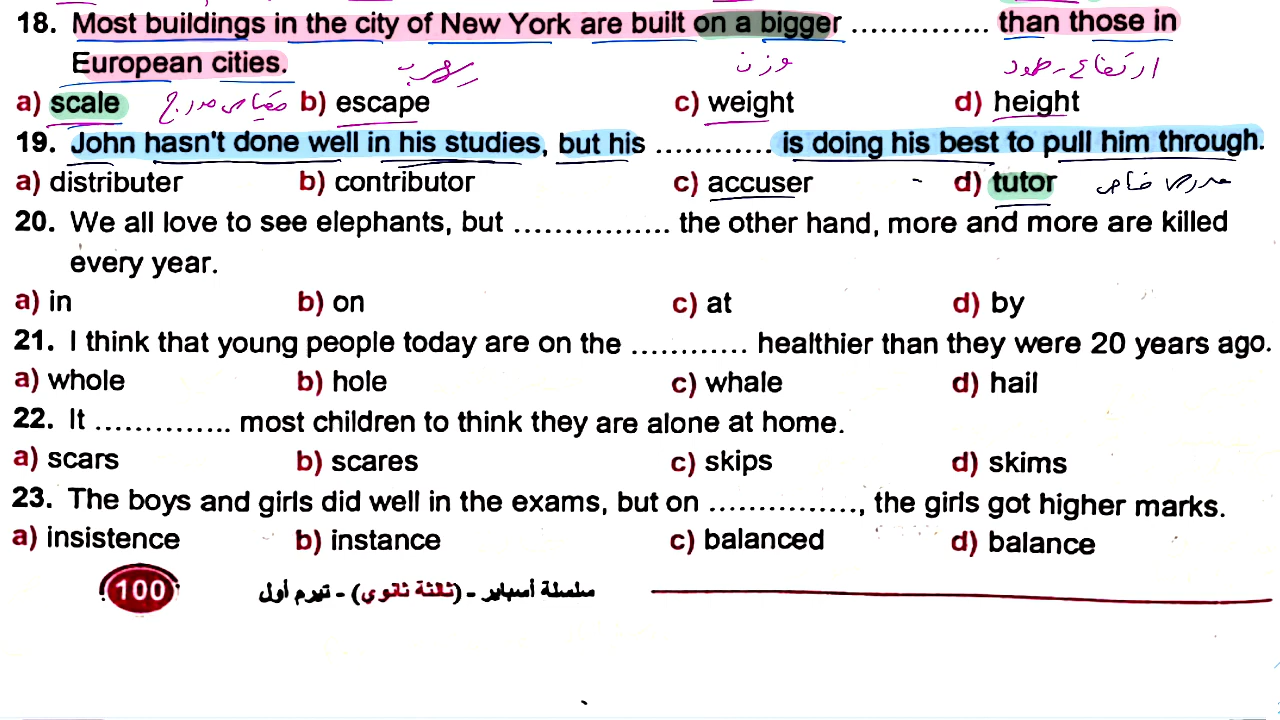 18. Most buildings in the city of New York are built on a bigger .............. than those in
European cities.
وزن
a) scale b) escape c) weight d) height
19. John hasn't done well in his studies, but his ............ is doing his best to pull him through.
a) distributer b) contributor c) accuser d) tutor مدرس خاص
20. We all love to see elephants, but ................ the other hand, more and more are killed
every year.
a) in b) on c) at d) by
21. I think that young people today are on the ............ healthier than they were 20 years ago.
a) whole b) hole c) whale d) hail
22. It .............. most children to think they are alone at home.
a) scars b) scares c) skips d) skims
23. The boys and girls did well in the exams, but on ..............., the girls got higher marks.
a) insistence b) instance c) balanced d) balance
100 سلسلة أسباير - (ثالثة ثانوي) - تيرم أول